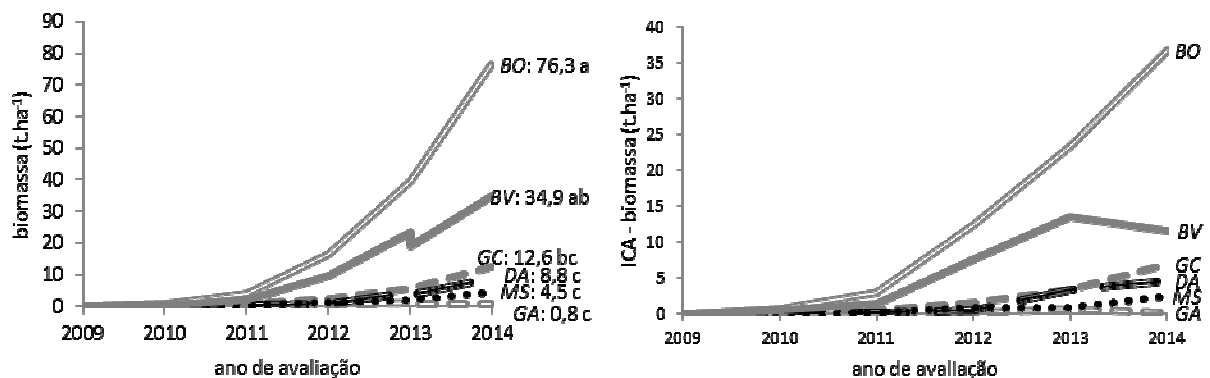 90
80
70
60
50
40
30
20
10
0
biomassa (t.ha⁻¹)
BO: 76,3 a
BV: 34,9 ab
GC: 12,6 bc
DA: 8,8 c
MS: 4,5 c
GA: 0,8 c
2009 2010 2011 2012 2013 2014
ano de avaliação
40
35
30
25
20
15
10
5
0
ICA - biomassa (t.ha⁻¹)
BO
BV
GC
DA
MS
GA
2009 2010 2011 2012 2013 2014
ano de avaliação